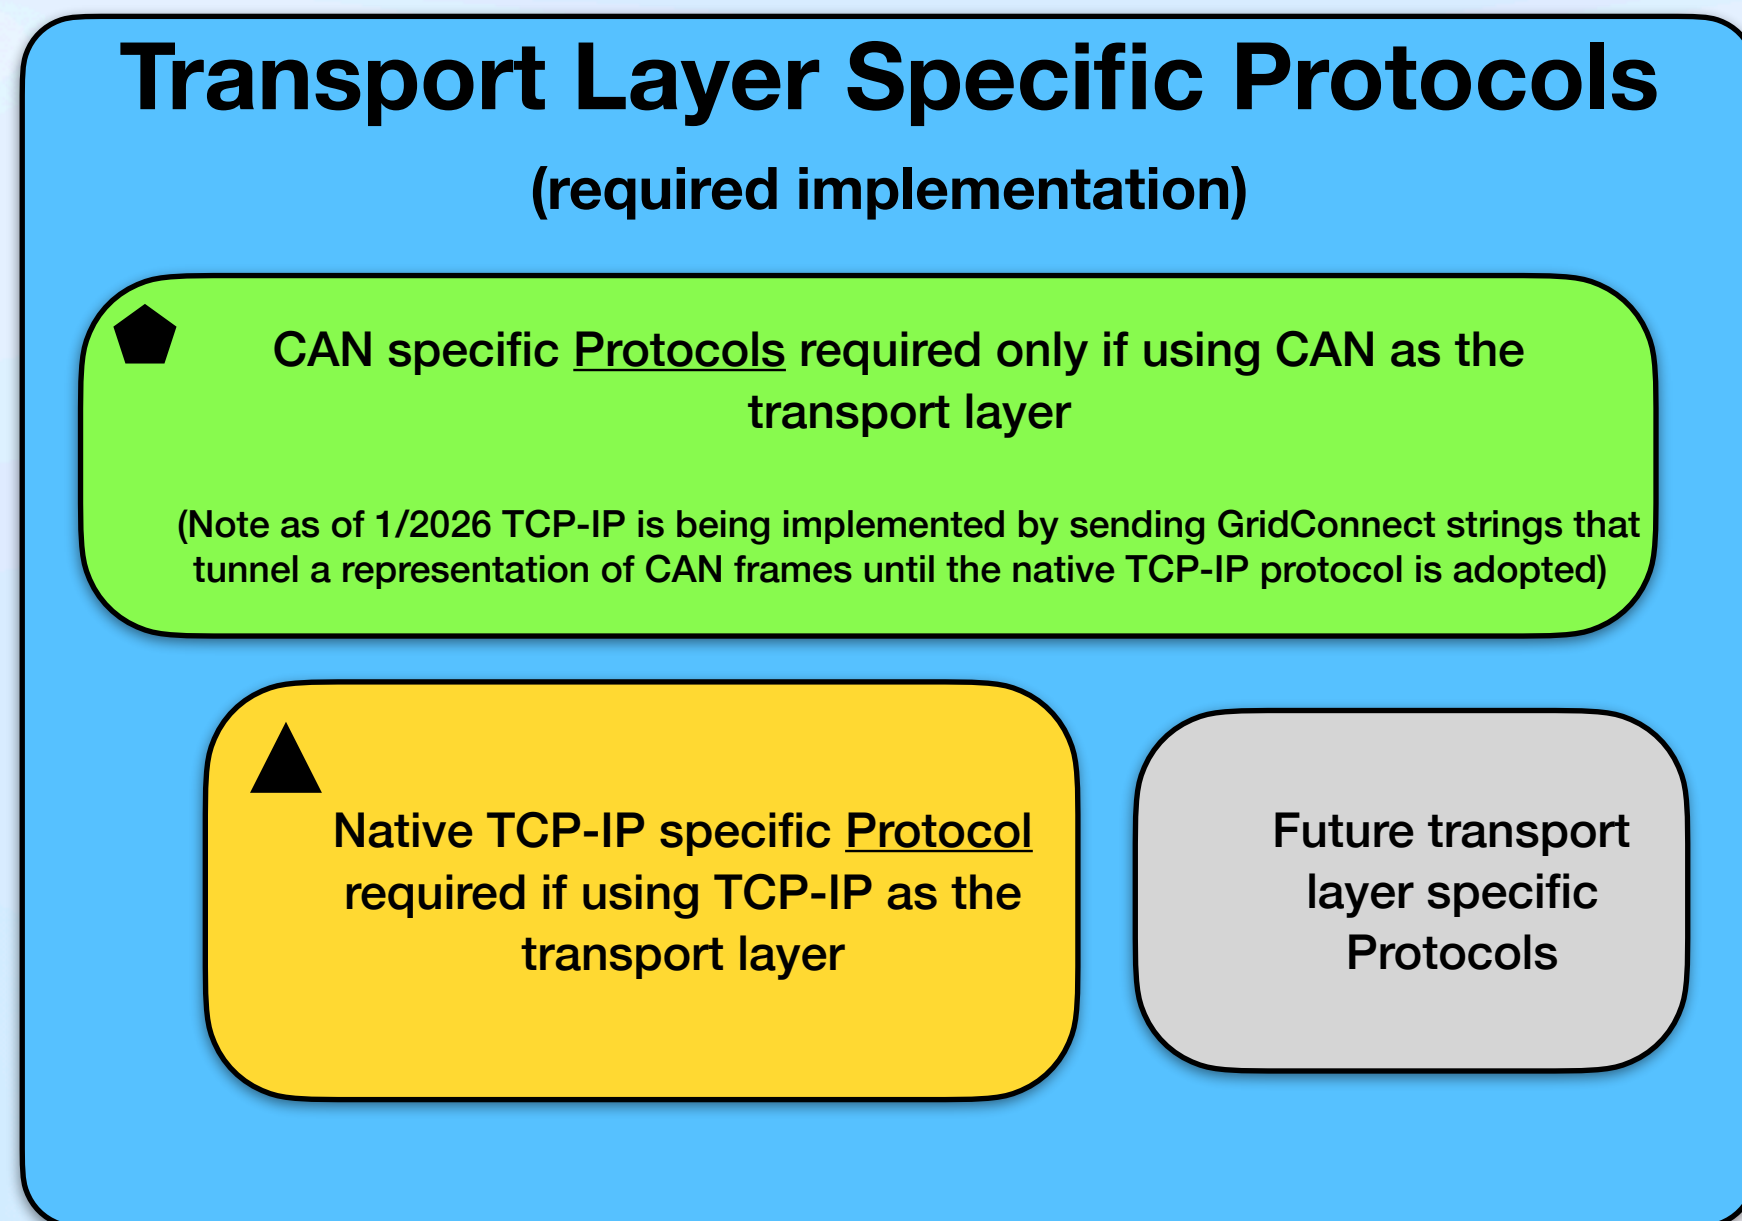 Transport Layer Specific Protocols
(required implementation)
CAN specific Protocols required only if using CAN as the
transport layer
(Note as of 1/2026 TCP-IP is being implemented by sending GridConnect strings that
tunnel a representation of CAN frames until the native TCP-IP protocol is adopted)
Native TCP-IP specific Protocol
required if using TCP-IP as the
transport layer
Future transport
layer specific
Protocols